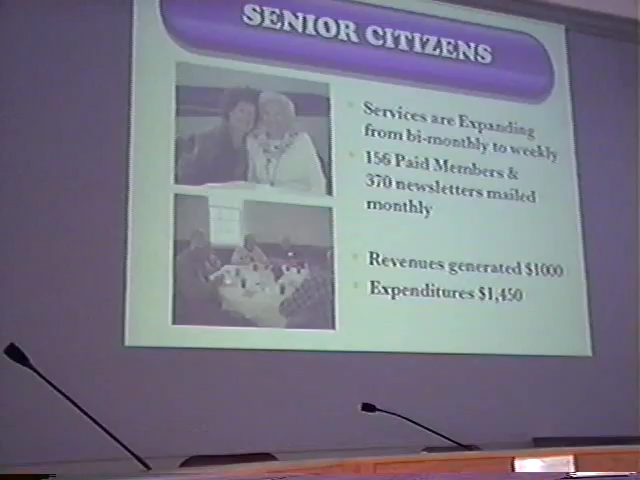 SENIOR CITIZENS
Services are Expanding
from bi-monthly to weekly
156 Paid Members &
370 newsletters mailed
monthly
Revenues generated $1000
Expenditures $1,450